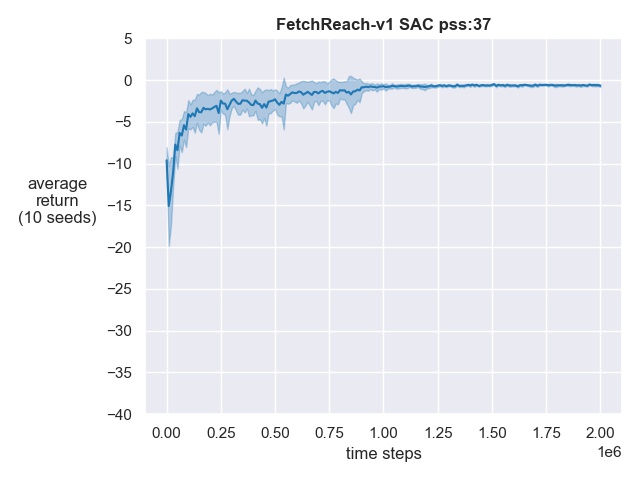 FetchReach-v1 SAC pss:37
5
0
−5
−10
−15
−20
−25
−30
−35
−40
average
return
(10 seeds)
0.00 0.25 0.50 0.75 1.00 1.25 1.50 1.75 2.00
time steps
1e6